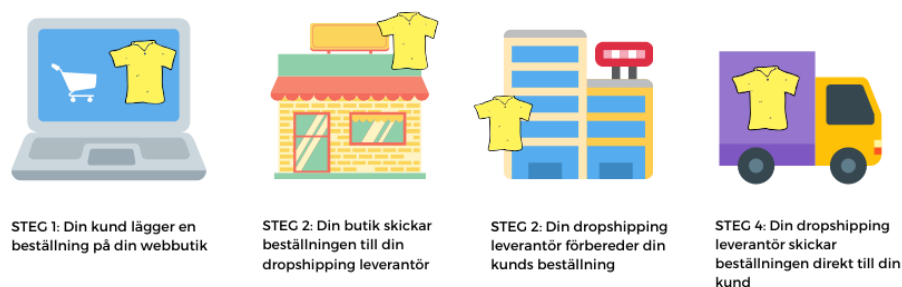 STEG 1: Din kund lägger en
beställning på din webbutik
STEG 2: Din butik skickar
beställningen till din
dropshipping leverantör
STEG 2: Din dropshipping
leverantör förbereder din
kunds beställning
STEG 4: Din dropshipping
leverantör skickar
beställningen direkt till din
kund